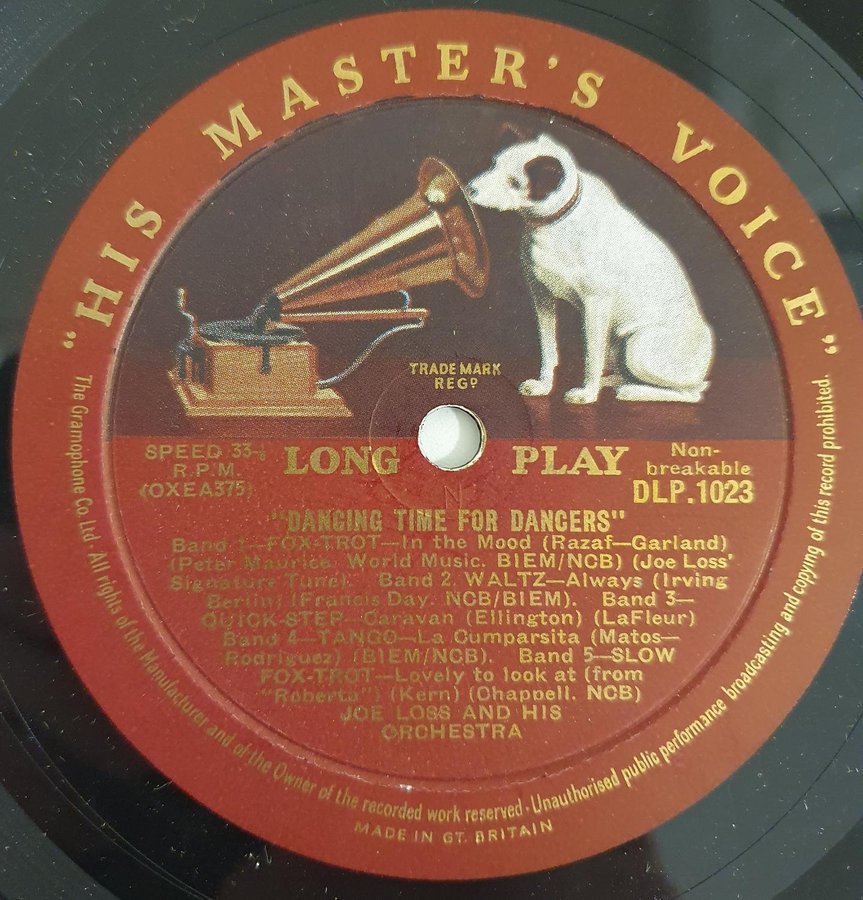 "HIS MASTER'S VOICE"
TRADE MARK
REGD
SPEED 33⅓
R.P.M.
(OXEA375)
LONG PLAY
Non-
breakable
DLP.1023
"DANCING TIME FOR DANCERS"
Band 1—FOX-TROT—In the Mood (Razaf—Garland)
(Peter Maurice. World Music. BIEM/NCB) (Joe Loss'
Signature Tune). Band 2. WALTZ—Always (Irving
Berlin) (Francis Day. NCB/BIEM). Band 3—
QUICK-STEP—Caravan (Ellington) (LaFleur)
Band 4—TANGO—La Cumparsita (Matos—
Rodriguez) (BIEM/NCB). Band 5—SLOW
FOX-TROT—Lovely to look at (from
"Roberta") (Kern) (Chappell. NCB)
JOE LOSS AND HIS
ORCHESTRA
The Gramophone Co. Ltd. All rights of the Manufacturer and of the Owner of the recorded work reserved. Unauthorised public performance broadcasting and copying of this record prohibited.
MADE IN GT. BRITAIN